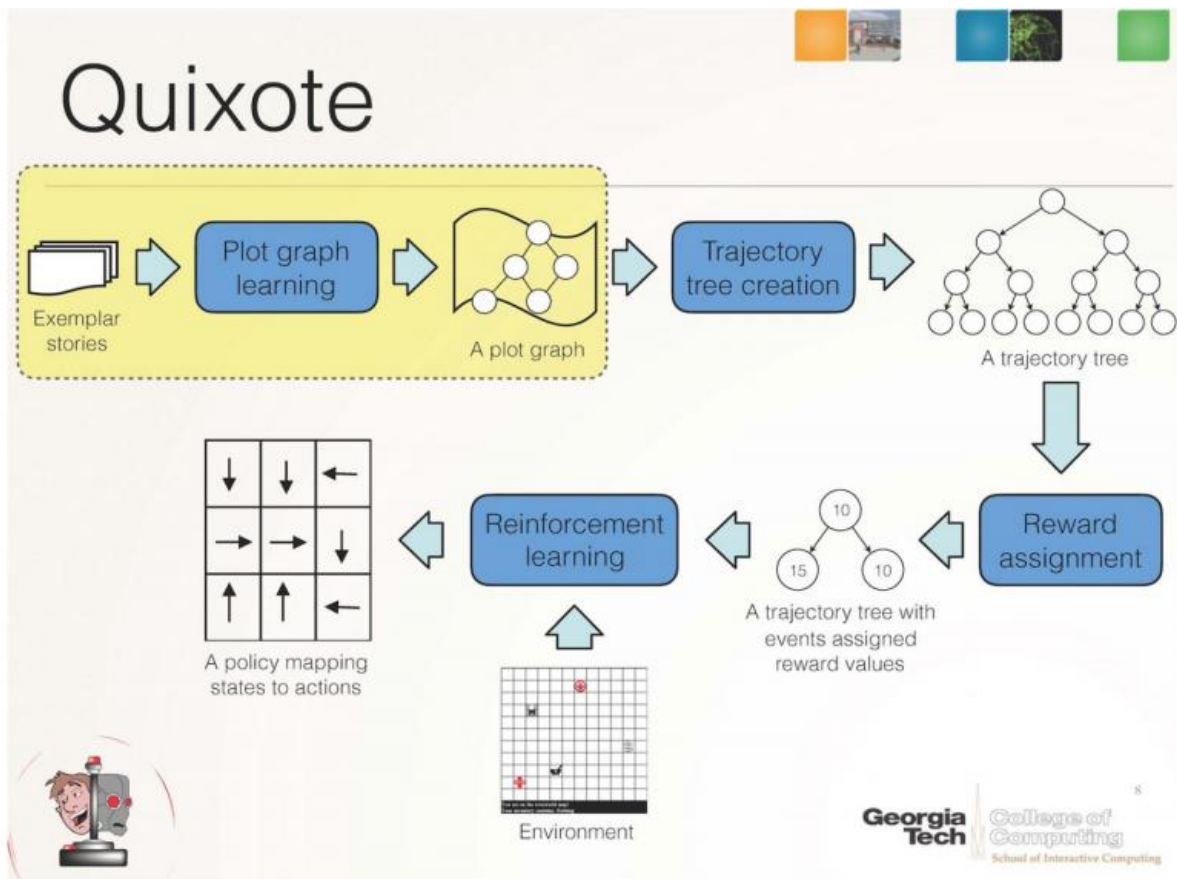 Quixote
Exemplar
stories
Plot graph
learning
A plot graph
Trajectory
tree creation
A trajectory tree
Reward
assignment
10
15
10
A trajectory tree with
events assigned
reward values
Reinforcement
learning
A policy mapping
states to actions
Environment
8
Georgia
Tech
College of
Computing
School of Interactive Computing